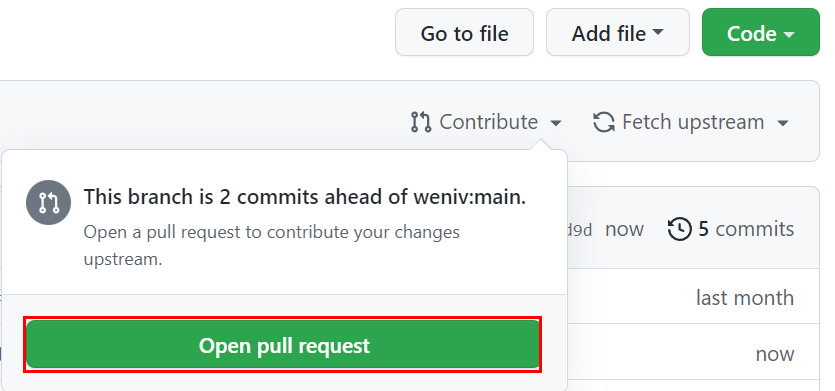 Go to file
Add file
Code
Contribute
Fetch upstream
This branch is 2 commits ahead of weniv:main.
Open a pull request to contribute your changes
upstream.
d9d now
5 commits
last month
Open pull request
now